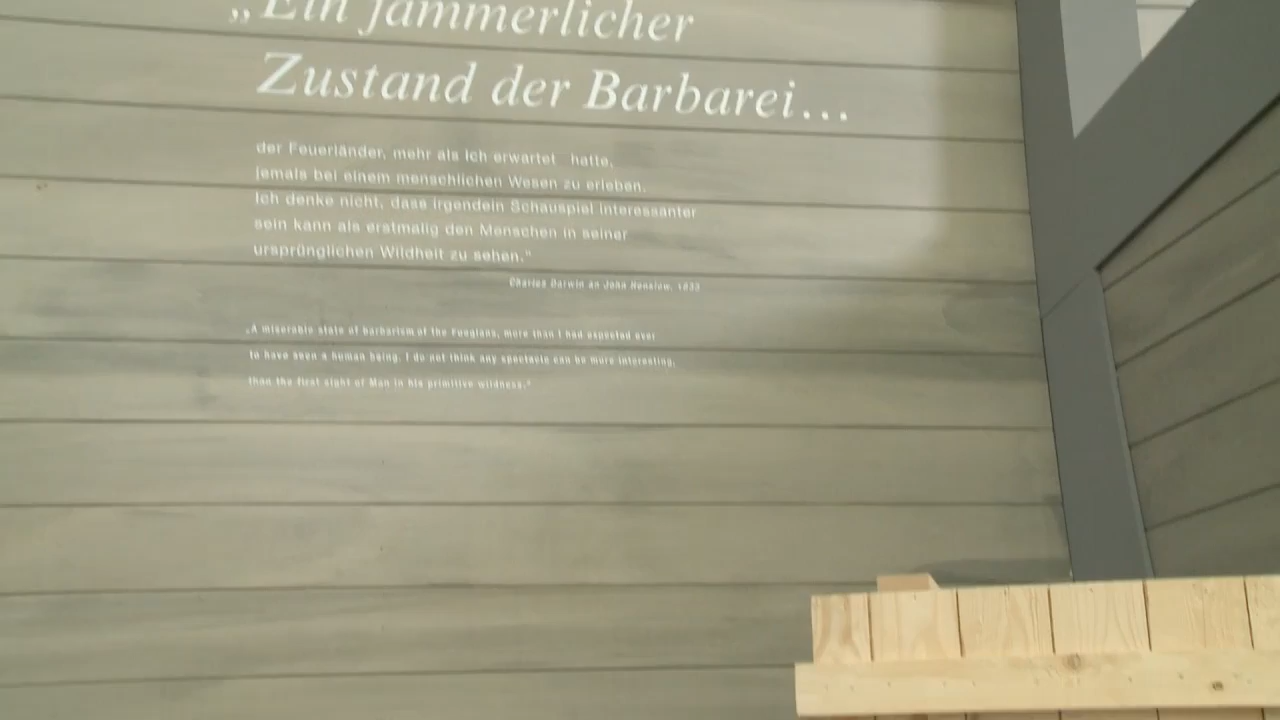 „Ein jämmerlicher
Zustand der Barbarei...
der Feuerländer, mehr als ich erwartet hatte,
jemals bei einem menschlichen Wesen zu erleben.
Ich denke nicht, dass irgendein Schauspiel interessanter
sein kann als erstmalig den Menschen in seiner
ursprünglichen Wildheit zu sehen."
Charles Darwin an John Henslow, 1833
„A miserable state of barbarism of the Fuegians, more than I had expected ever
to have seen a human being. I do not think any spectacle can be more interesting,
than the first sight of Man in his primitive wildness."